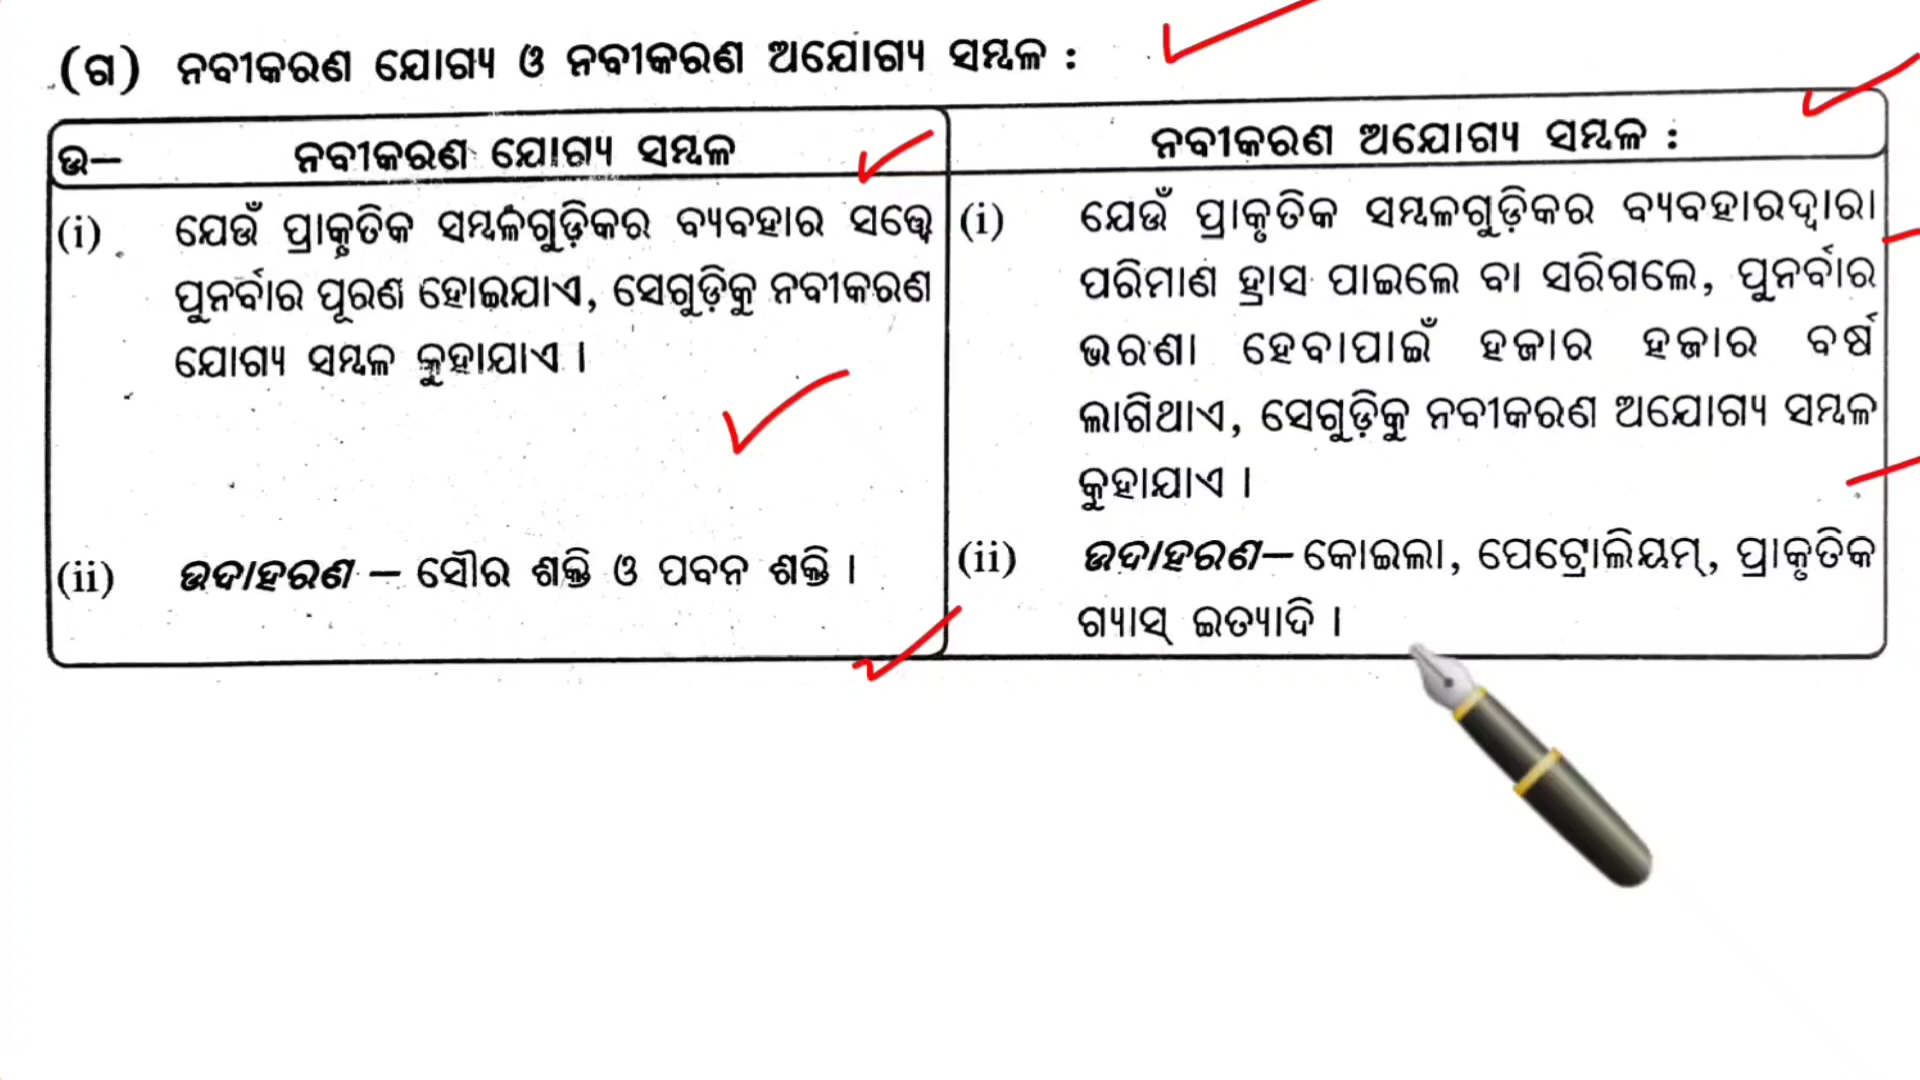 (ଗ) ନବୀକରଣ ଯୋଗ୍ୟ ଓ ନବୀକରଣ ଅଯୋଗ୍ୟ ସମ୍ବଳ :
ଉ– ନବୀକରଣ ଯୋଗ୍ୟ ସମ୍ବଳ
(i) ଯେଉଁ ପ୍ରାକୃତିକ ସମ୍ବଳଗୁଡ଼ିକର ବ୍ୟବହାର ସତ୍ତ୍ୱେ
ପୁନର୍ବାର ପୂରଣ ହୋଇଯାଏ, ସେଗୁଡ଼ିକୁ ନବୀକରଣ
ଯୋଗ୍ୟ ସମ୍ବଳ କୁହାଯାଏ ।
(ii) ଉଦାହରଣ – ସୌର ଶକ୍ତି ଓ ପବନ ଶକ୍ତି ।
ନବୀକରଣ ଅଯୋଗ୍ୟ ସମ୍ବଳ :
(i) ଯେଉଁ ପ୍ରାକୃତିକ ସମ୍ବଳଗୁଡ଼ିକର ବ୍ୟବହାରଦ୍ୱାରା
ପରିମାଣ ହ୍ରାସ ପାଇଲେ ବା ସରିଗଲେ, ପୁନର୍ବାର
ଭରଣା ହେବାପାଇଁ ହଜାର ହଜାର ବର୍ଷ
ଲାଗିଥାଏ, ସେଗୁଡ଼ିକୁ ନବୀକରଣ ଅଯୋଗ୍ୟ ସମ୍ବଳ
କୁହାଯାଏ ।
(ii) ଉଦାହରଣ– କୋଇଲା, ପେଟ୍ରୋଲିୟମ୍, ପ୍ରାକୃତିକ
ଗ୍ୟାସ୍ ଇତ୍ୟାଦି ।